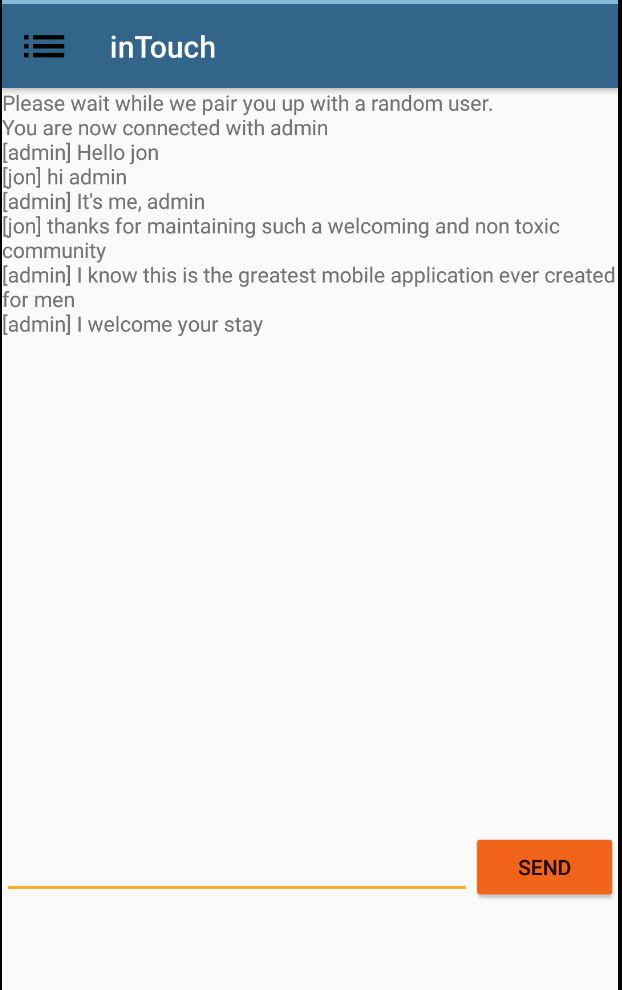 inTouch
Please wait while we pair you up with a random user.
You are now connected with admin
[admin] Hello jon
[jon] hi admin
[admin] It's me, admin
[jon] thanks for maintaining such a welcoming and non toxic
community
[admin] I know this is the greatest mobile application ever created
for men
[admin] I welcome your stay
SEND